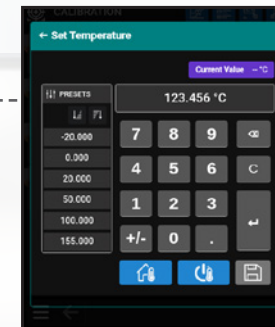 CALIBRATION
← Set Temperature
Current Value --°C
PRESETS
123.456 °C
-20.000
0.000
20.000
50.000
100.000
155.000
7 8 9
4 5 6 C
1 2 3
+/- 0 .